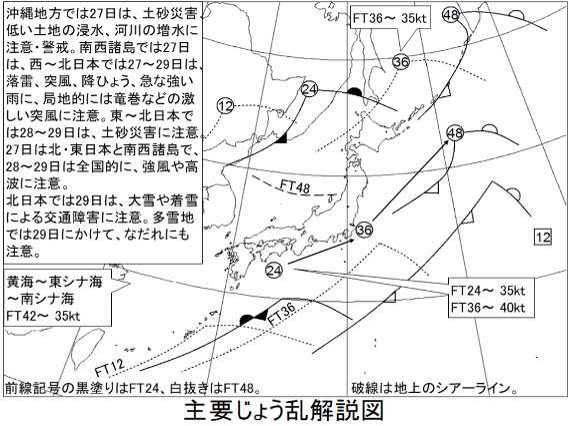 沖縄地方では27日は、土砂災害
低い土地の浸水、河川の増水に
注意・警戒。南西諸島では27日
は、西～北日本では27～29日は、
落雷、突風、降ひょう、急な強い
雨に、局地的には竜巻などの激
しい突風に注意。東～北日本で
は28～29日は、土砂災害に注意
27日は北・東日本と南西諸島で、
28～29日は全国的に、強風や高
波に注意。
北日本では29日は、大雪や着雪
による交通障害に注意。多雪地
では29日にかけて、なだれにも
注意。
FT36～ 35kt
48
36
24
12
48
FT48
36
12
24
黄海～東シナ海
～南シナ海
FT42～ 35kt
FT24～ 35kt
FT36～ 40kt
FT36
FT12
前線記号の黒塗りはFT24、白抜きはFT48。
破線は地上のシアーライン。
主要じょう乱解説図